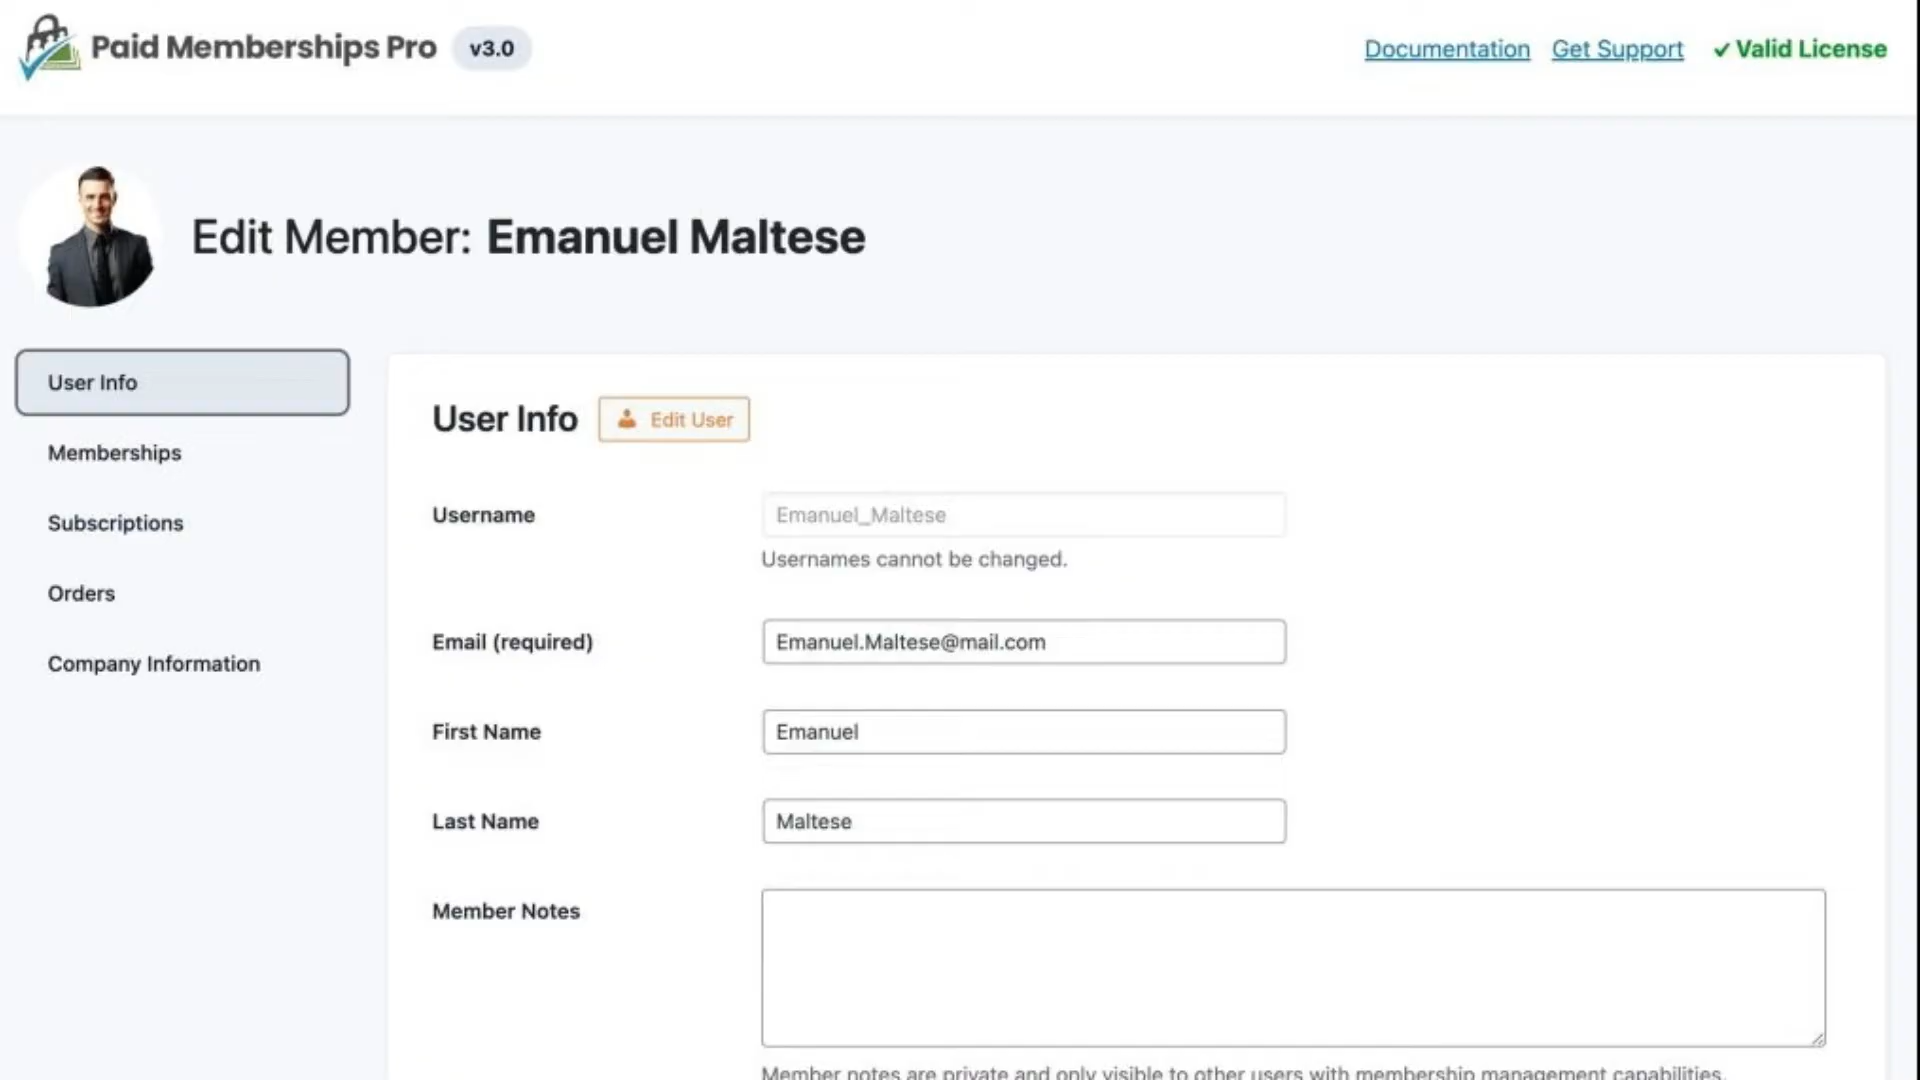 Paid Memberships Pro v3.0
Documentation Get Support ✓ Valid License
Edit Member: Emanuel Maltese
User Info
Memberships
Subscriptions
Orders
Company Information
User Info Edit User
Username Emanuel_Maltese
Usernames cannot be changed.
Email (required) Emanuel.Maltese@mail.com
First Name Emanuel
Last Name Maltese
Member Notes
Member notes are private and only visible to other users with membership management capabilities.